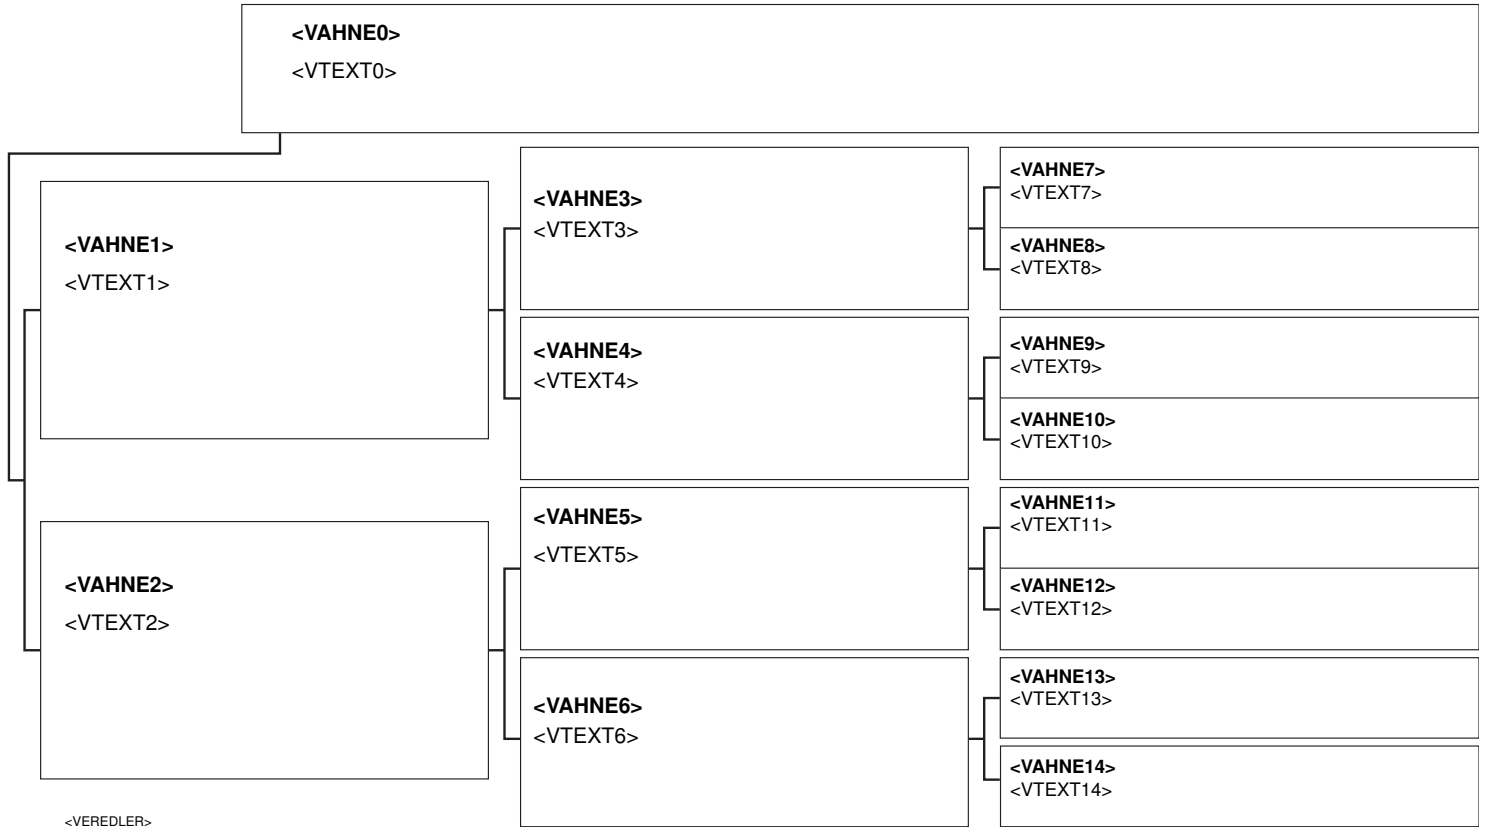 <VAHNE0>
<VTEXT0>
<VAHNE1>
<VTEXT1>
<VAHNE2>
<VTEXT2>
<VAHNE3>
<VTEXT3>
<VAHNE4>
<VTEXT4>
<VAHNE5>
<VTEXT5>
<VAHNE6>
<VTEXT6>
<VAHNE7>
<VTEXT7>
<VAHNE8>
<VTEXT8>
<VAHNE9>
<VTEXT9>
<VAHNE10>
<VTEXT10>
<VAHNE11>
<VTEXT11>
<VAHNE12>
<VTEXT12>
<VAHNE13>
<VTEXT13>
<VAHNE14>
<VTEXT14>
<VEREDLER>